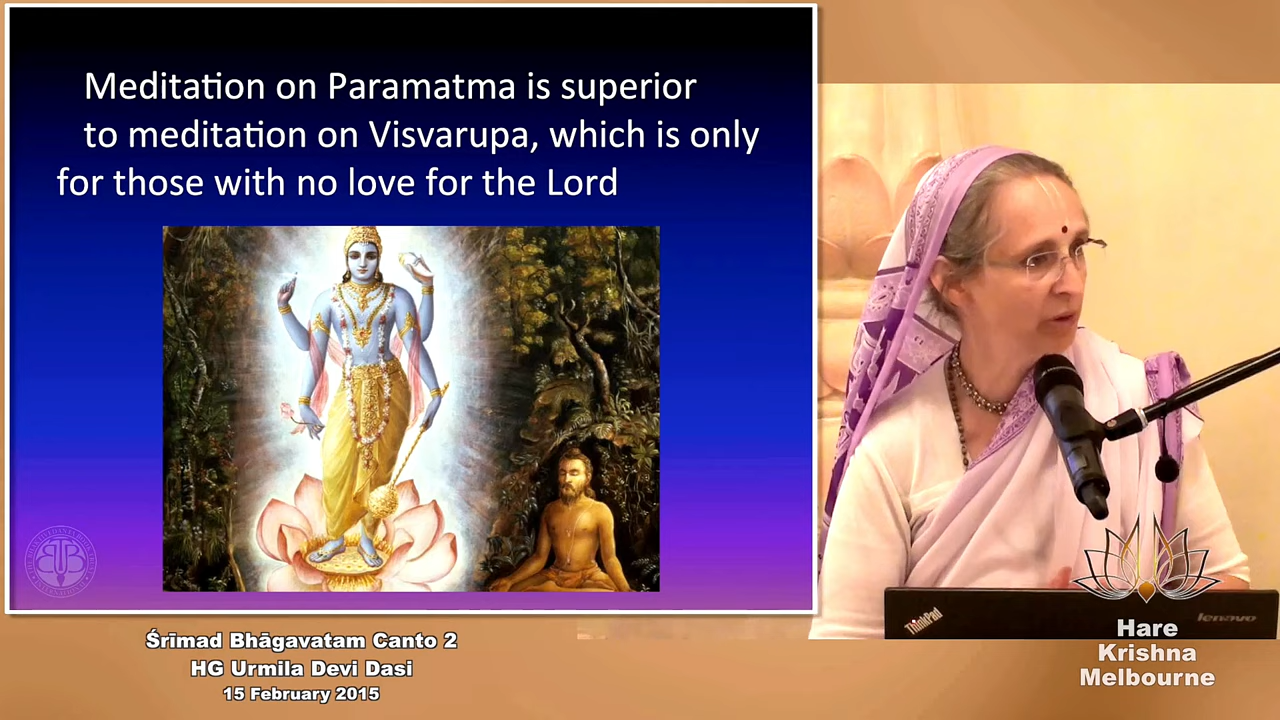 Meditation on Paramatma is superior
to meditation on Visvarupa, which is only
for those with no love for the Lord
Śrīmad Bhāgavatam Canto 2
HG Urmila Devi Dasi
15 February 2015
ThinkPad
lenovo
Hare
Krishna
Melbourne